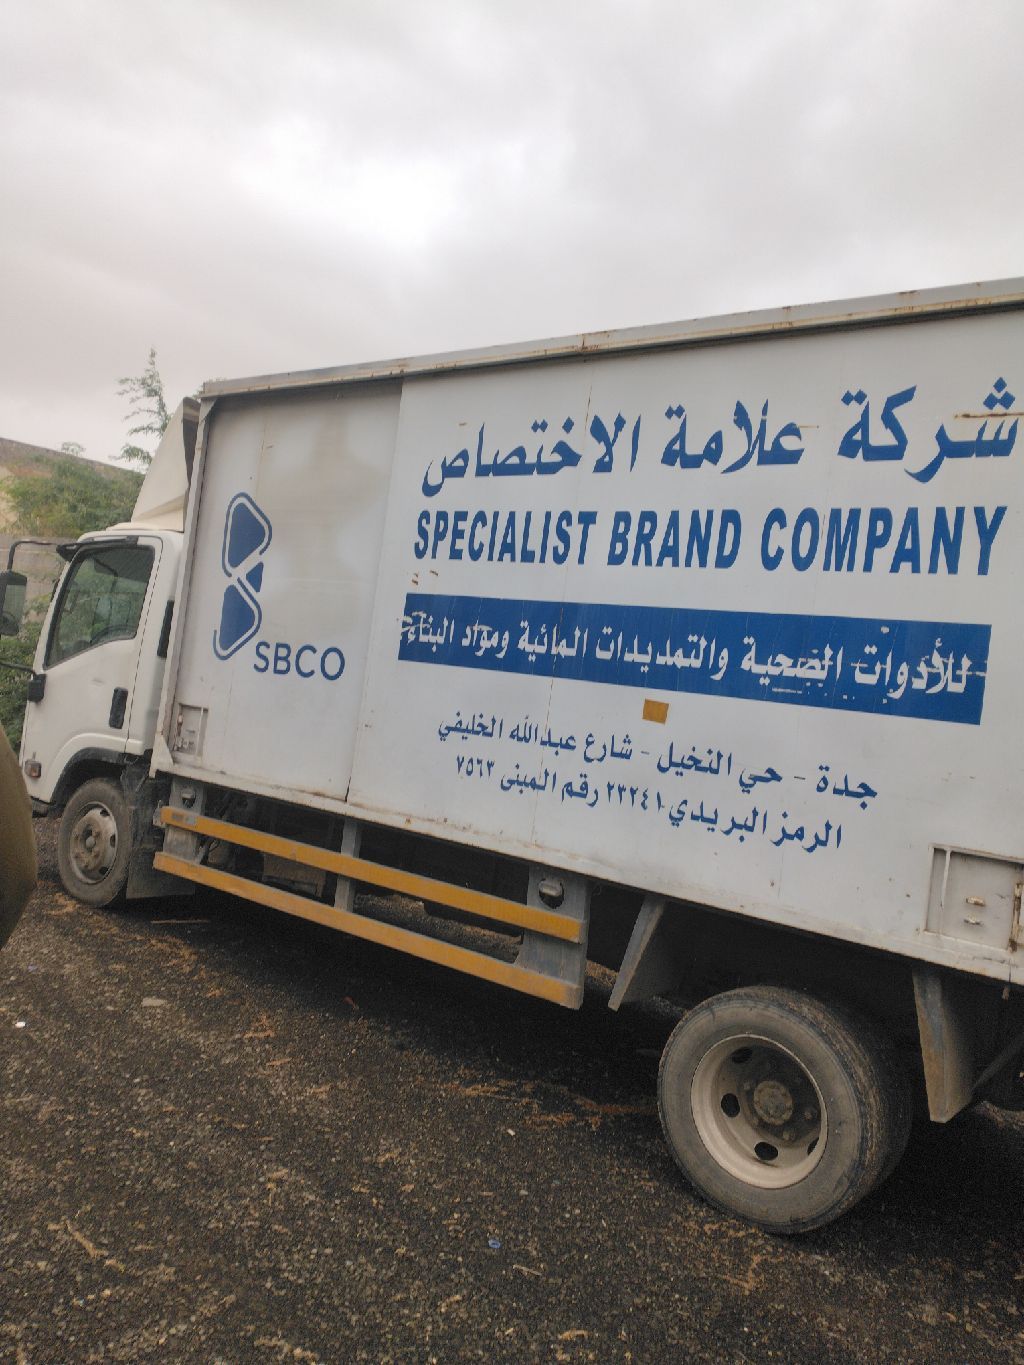 شركة علامة الاختصاص
SPECIALIST BRAND COMPANY
للأدوات الصحية والتمديدات المائية ومواد البناء
جدة - حي النخيل - شارع عبدالله الخليفي
الرمز البريدي ٢٣٢٤١ رقم المبنى ٧٥٦٣
SBCO